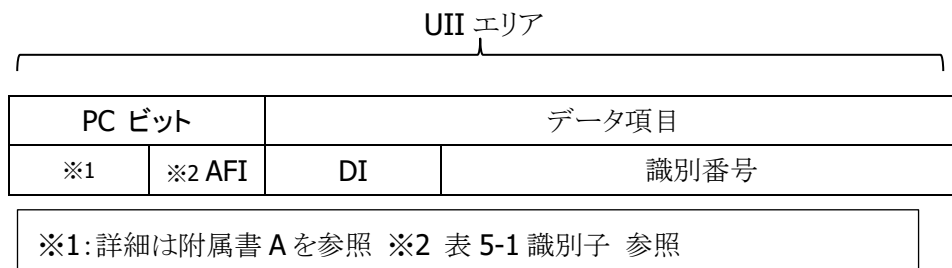 UII エリア
PC ビット データ項目
※1 ※2 AFI DI 識別番号
※1:詳細は附属書 A を参照 ※2 表 5-1 識別子 参照